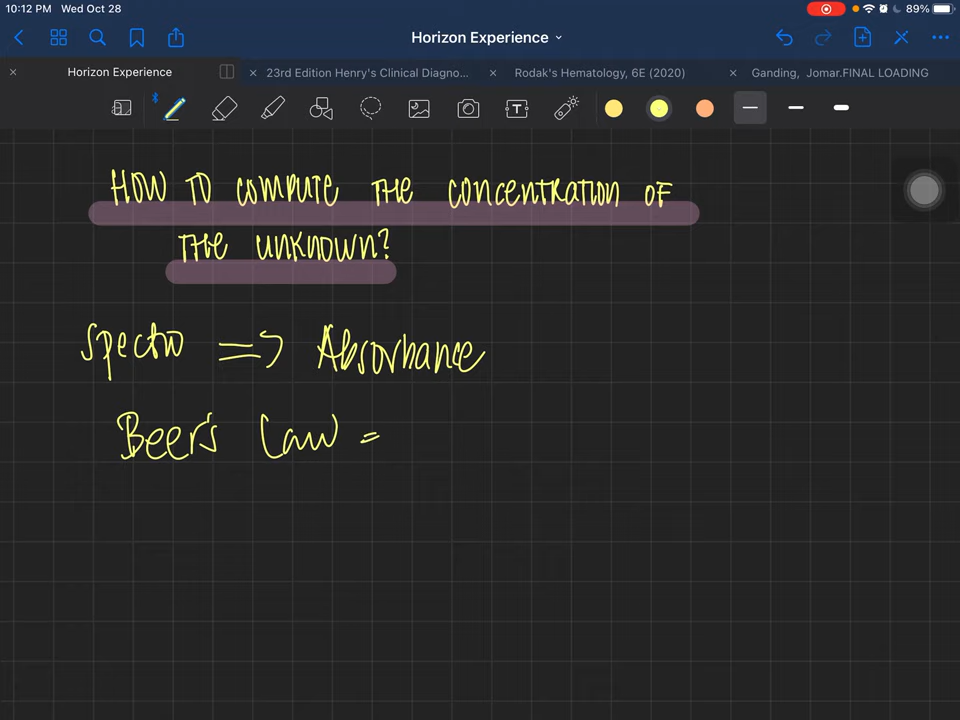 10:12 PM Wed Oct 28
89%
Horizon Experience
Horizon Experience
23rd Edition Henry's Clinical Diagno...
Rodak's Hematology, 6E (2020)
Ganding, Jomar.FINAL LOADING
HOW TO COMPUTE THE CONCENTRATION OF
THE UNKNOWN?
Spectro => Absorbance
Beer's Law =